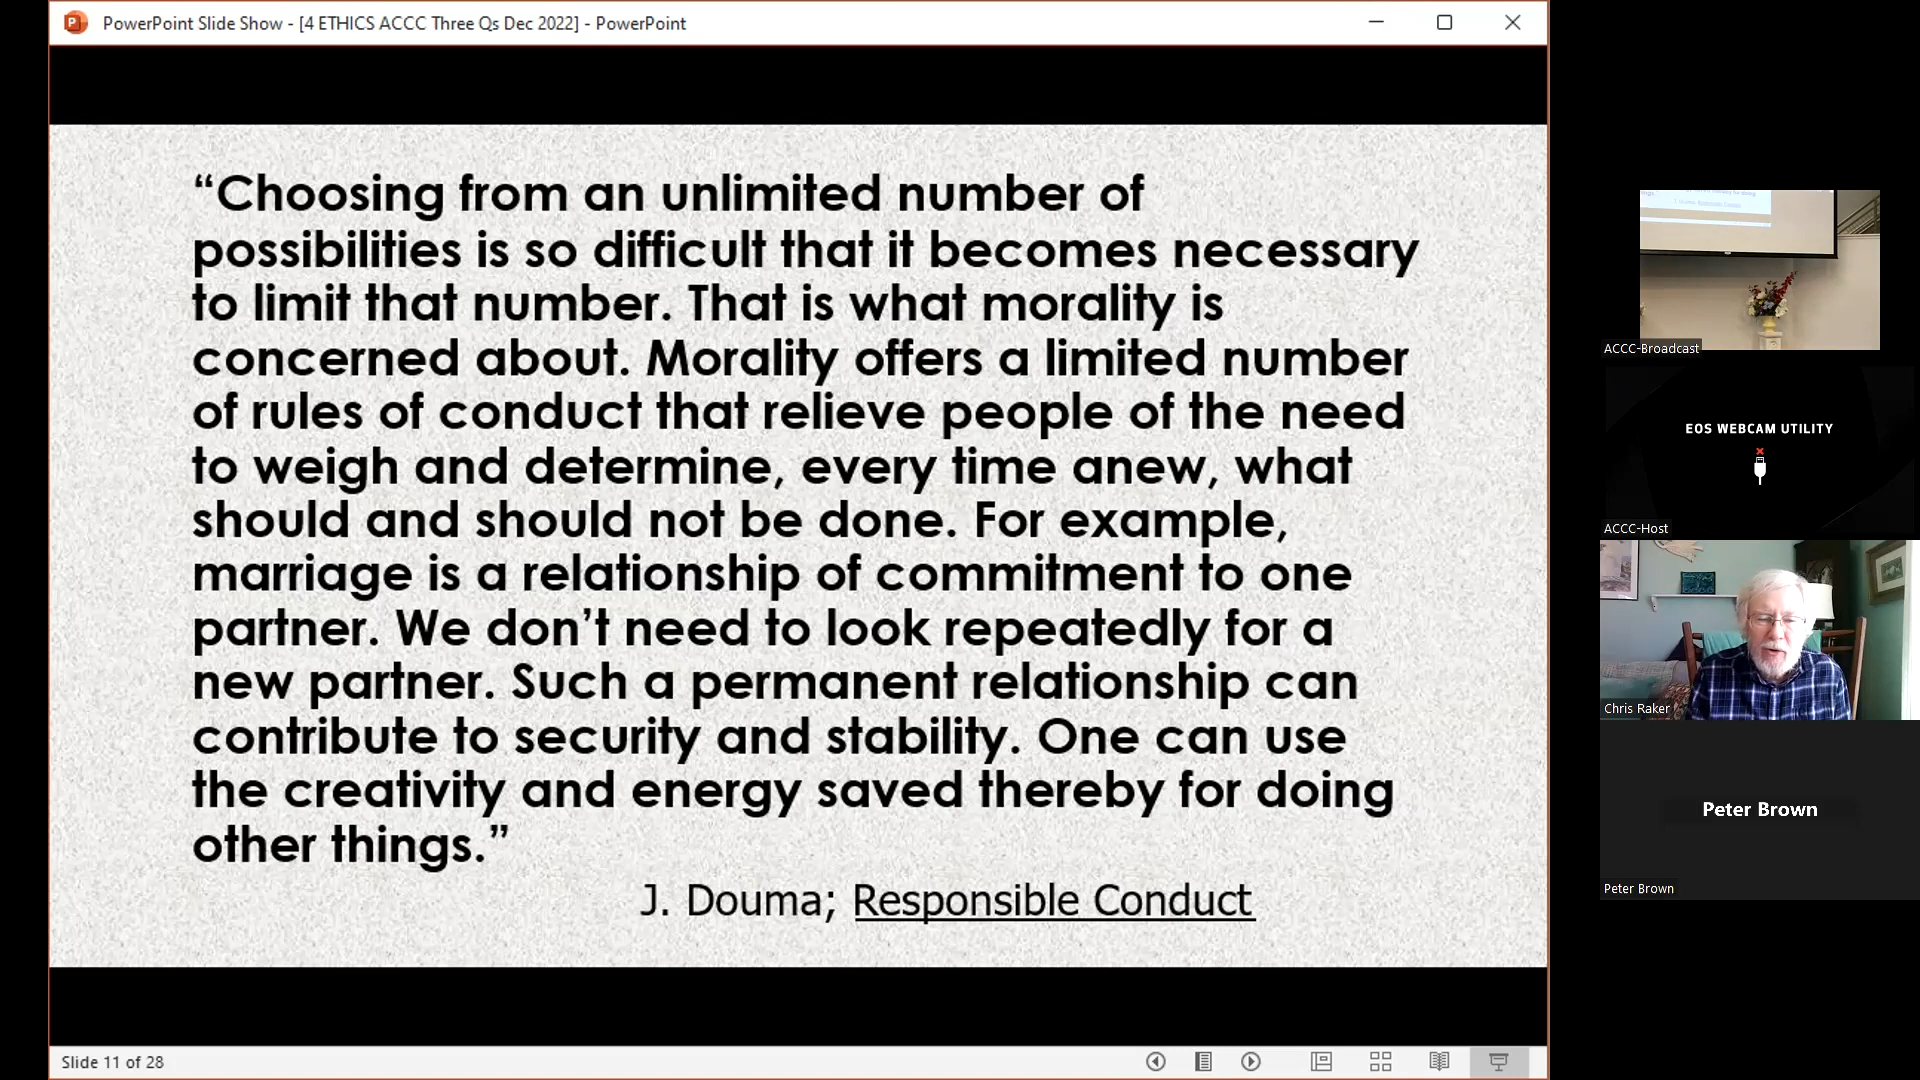 PowerPoint Slide Show - [4 ETHICS ACCC Three Qs Dec 2022] - PowerPoint
“Choosing from an unlimited number of
possibilities is so difficult that it becomes necessary
to limit that number. That is what morality is
concerned about. Morality offers a limited number
of rules of conduct that relieve people of the need
to weigh and determine, every time anew, what
should and should not be done. For example,
marriage is a relationship of commitment to one
partner. We don’t need to look repeatedly for a
new partner. Such a permanent relationship can
contribute to security and stability. One can use
the creativity and energy saved thereby for doing
other things.”
J. Douma; Responsible Conduct
Slide 11 of 28
ACCC-Broadcast
EOS WEBCAM UTILITY
ACCC-Host
Chris Raker
Peter Brown
Peter Brown